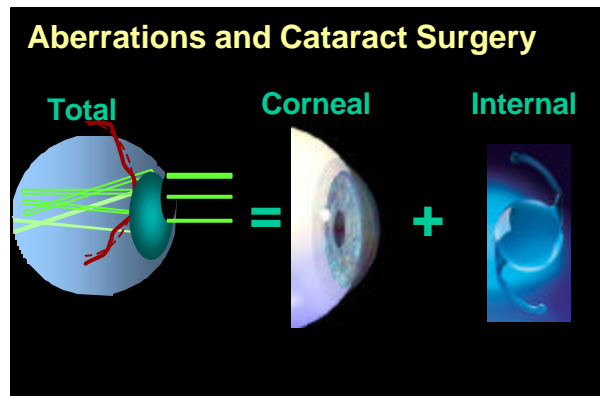 Aberrations and Cataract Surgery
Total
Corneal
Internal
=
+